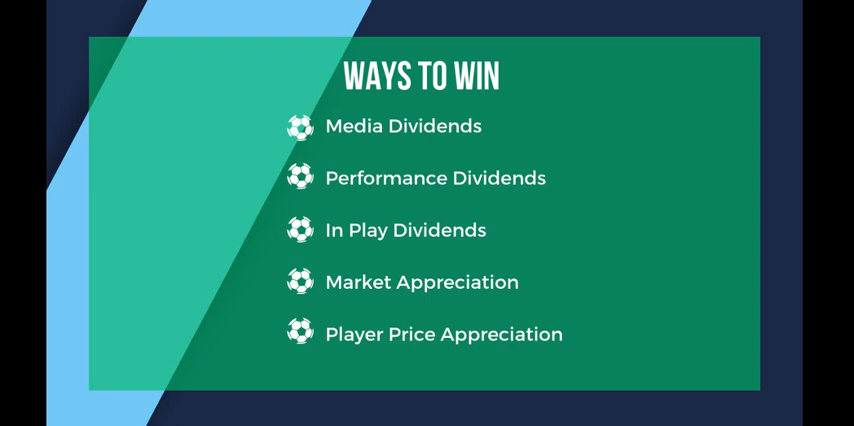 WAYS TO WIN
Media Dividends
Performance Dividends
In Play Dividends
Market Appreciation
Player Price Appreciation